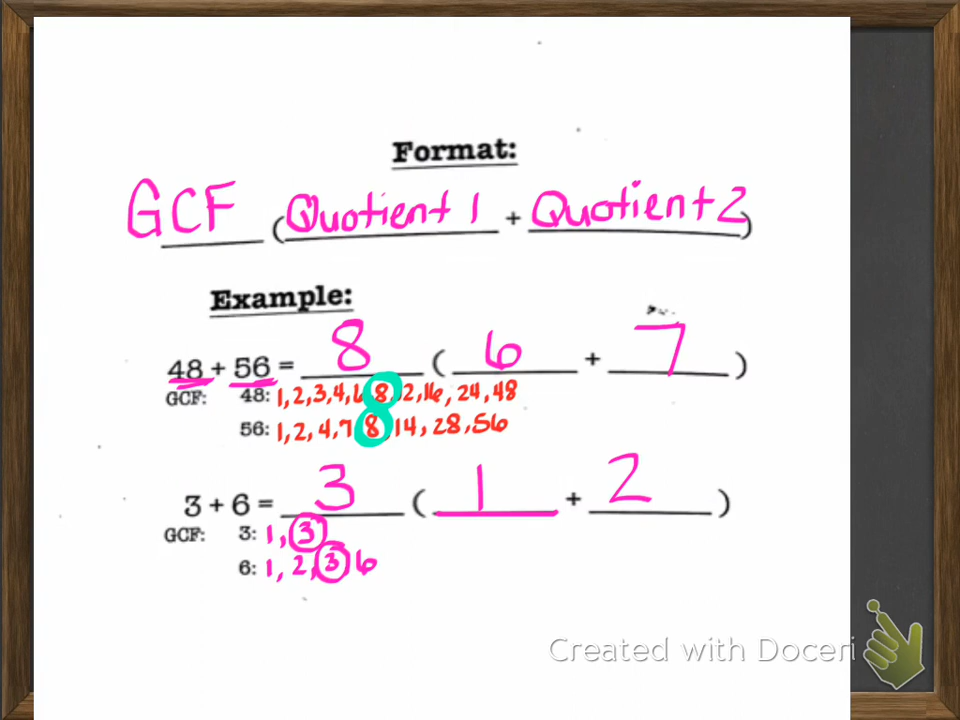 Format:
GCF (Quotient 1 + Quotient 2)
Example:
48 + 56 = 8 ( 6 + 7 )
GCF: 48: 1, 2, 3, 4, 6, 8, 12, 16, 24, 48
56: 1, 2, 4, 7, 8, 14, 28, 56
3 + 6 = 3 ( 1 + 2 )
GCF: 3: 1, 3
6: 1, 2, 3, 6
Created with Doceri